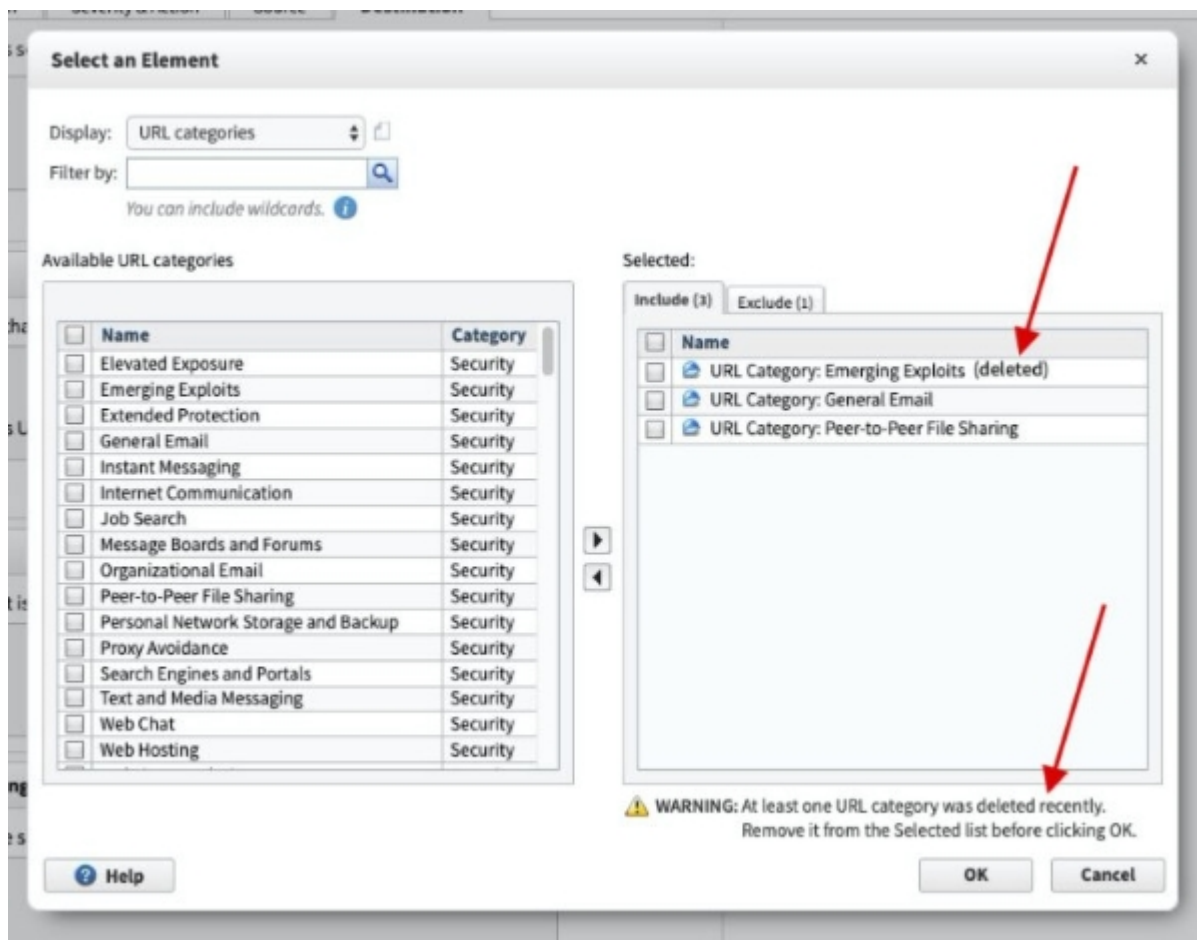 Severity & Action Source Destination
Select an Element
Display: URL categories
Filter by:
You can include wildcards.
Available URL categories
Name Category
Elevated Exposure Security
Emerging Exploits Security
Extended Protection Security
General Email Security
Instant Messaging Security
Internet Communication Security
Job Search Security
Message Boards and Forums Security
Organizational Email Security
Peer-to-Peer File Sharing Security
Personal Network Storage and Backup Security
Proxy Avoidance Security
Search Engines and Portals Security
Text and Media Messaging Security
Web Chat Security
Web Hosting Security
Selected:
Include (3) Exclude (1)
Name
URL Category: Emerging Exploits (deleted)
URL Category: General Email
URL Category: Peer-to-Peer File Sharing
WARNING: At least one URL category was deleted recently.
Remove it from the Selected list before clicking OK.
Help OK Cancel